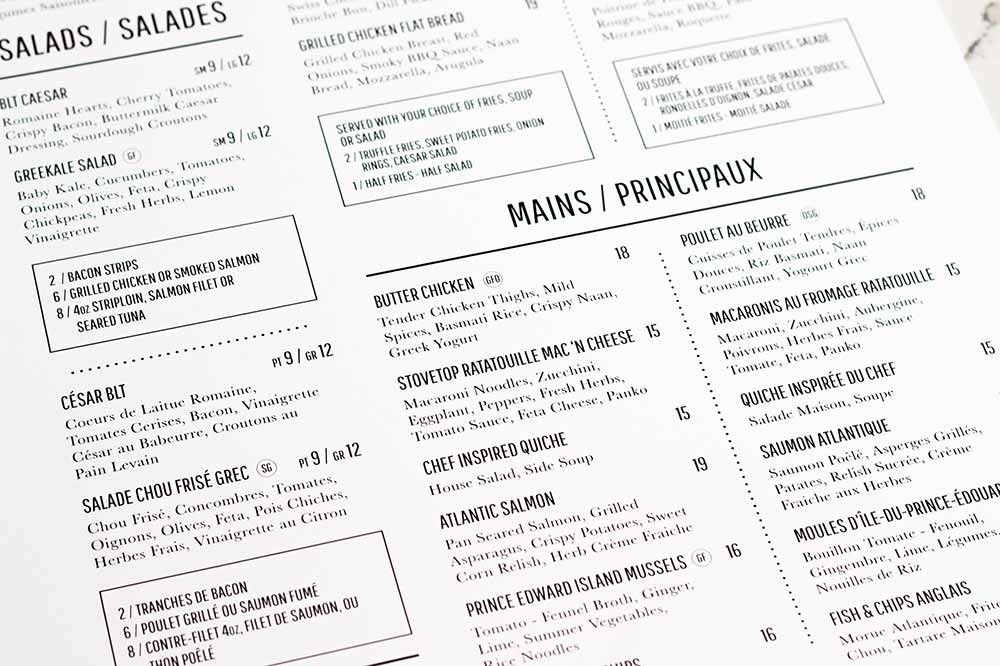 SALADS / SALADES
BLT CAESAR SM 9 / LG 12
Romaine Hearts, Cherry Tomatoes,
Crispy Bacon, Buttermilk Caesar
Dressing, Sourdough Croutons
GREEKALE SALAD GF SM 9 / LG 12
Baby Kale, Cucumbers, Tomatoes,
Onions, Olives, Feta, Crispy
Chickpeas, Fresh Herbs, Lemon
Vinaigrette
2 / BACON STRIPS
6 / GRILLED CHICKEN OR SMOKED SALMON
8 / 4oz STRIPLOIN, SALMON FILET OR
SEARED TUNA
CÉSAR BLT PT 9 / GR 12
Coeurs de Laitue Romaine,
Tomates Cerises, Bacon, Vinaigrette
César au Babeurre, Croutons au
Pain Levain
SALADE CHOU FRISÉ GREC SG PT 9 / GR 12
Chou Frisé, Concombres, Tomates,
Oignons, Olives, Feta, Pois Chiches,
Herbes Frais, Vinaigrette au Citron
2 / TRANCHES DE BACON
6 / POULET GRILLÉ OU SAUMON FUMÉ
8 / CONTRE-FILET 4oz, FILET DE SAUMON, OU
THON POÊLÉ
Brioche Bun, Dill
19
GRILLED CHICKEN FLAT BREAD
Grilled Chicken Breast, Red
Onions, Smoky BBQ Sauce, Naan
Bread, Mozzarella, Arugula
SERVED WITH YOUR CHOICE OF FRIES, SOUP
OR SALAD
2 / TRUFFLE FRIES, SWEET POTATO FRIES, ONION
RINGS, CAESAR SALAD
1 / HALF FRIES - HALF SALAD
Rouges, Sauce BBQ,
Mozzarella, Roquette
SERVIS AVEC VOTRE CHOIX DE FRITES, SALADE
OU SOUPE
2 / FRITES À LA TRUFFE, FRITES DE PATATES DOUCES,
RONDELLES D'OIGNON, SALADE CÉSAR
1 / MOITIÉ FRITES - MOITIÉ SALADE
MAINS / PRINCIPAUX
BUTTER CHICKEN GFO 18
Tender Chicken Thighs, Mild
Spices, Basmati Rice, Crispy Naan,
Greek Yogurt
STOVETOP RATATOUILLE MAC 'N CHEESE 15
Macaroni Noodles, Zucchini,
Eggplant, Peppers, Fresh Herbs,
Tomato Sauce, Feta Cheese, Panko
CHEF INSPIRED QUICHE 15
House Salad, Side Soup
ATLANTIC SALMON 19
Pan Seared Salmon, Grilled
Asparagus, Crispy Potatoes, Sweet
Corn Relish, Herb Crème Fraiche
PRINCE EDWARD ISLAND MUSSELS GF 16
Tomato - Fennel Broth, Ginger,
Lime, Summer Vegetables,
Rice Noodles
16
POULET AU BEURRE OSG 18
Cuisses de Poulet Tendres, Épices
Douces, Riz Basmati, Naan
Croustillant, Yogourt Grec
MACARONIS AU FROMAGE RATATOUILLE 15
Macaroni, Zucchini, Aubergine,
Poivrons, Herbes Frais, Sauce
Tomate, Feta, Panko
QUICHE INSPIRÉE DU CHEF 15
Salade Maison, Soupe
SAUMON ATLANTIQUE
Saumon Poêlé, Asperges Grillés,
Patates, Relish Sucrée, Crème
Fraiche aux Herbes
MOULES D'ÎLE-DU-PRINCE-ÉDOUA
Bouillon Tomate - Fenouil,
Gingembre, Lime, Légumes,
Nouilles de Riz
FISH & CHIPS ANGLAIS
Morue Atlantique,
Chou, Tartare Maison